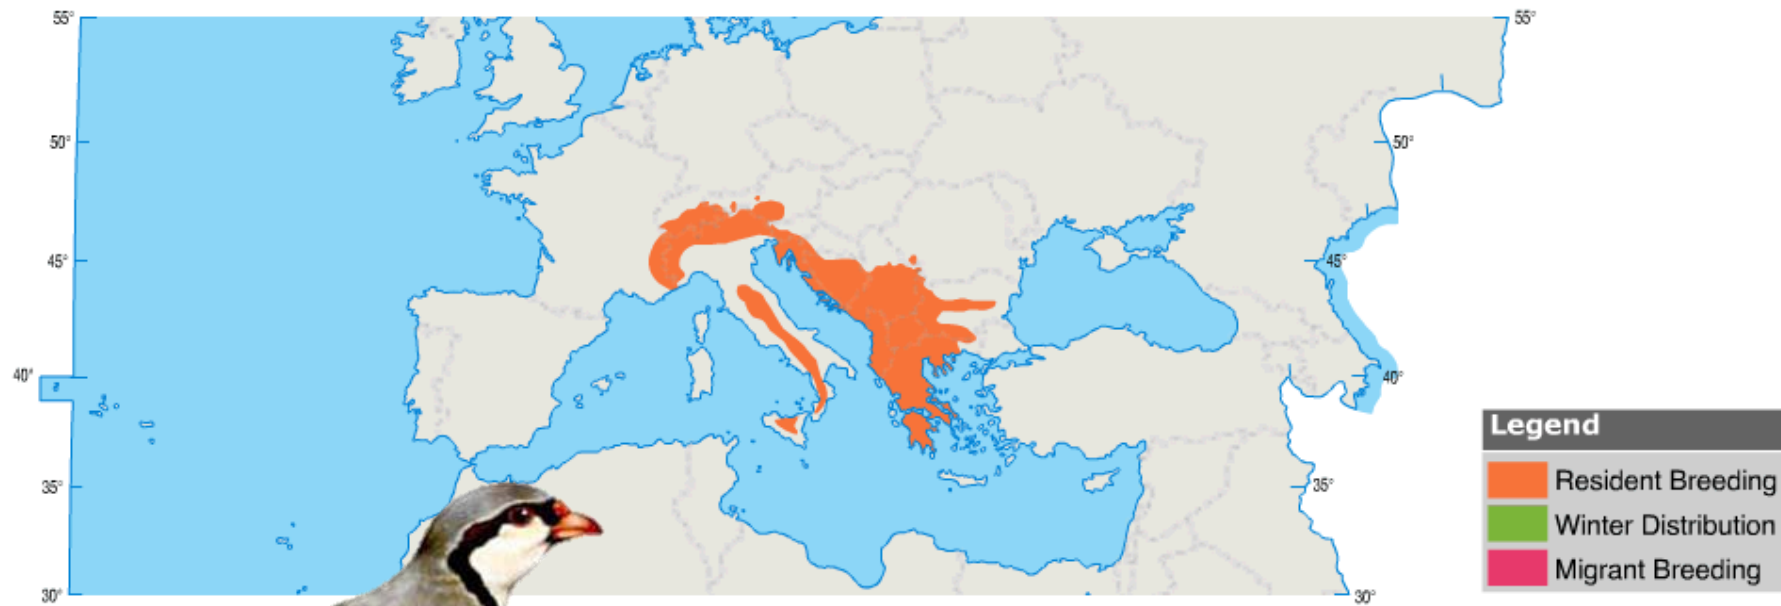 55° 55°
50° 50°
45° 45°
40° 40°
35° 35°
30° 30°
Legend
Resident Breeding
Winter Distribution
Migrant Breeding